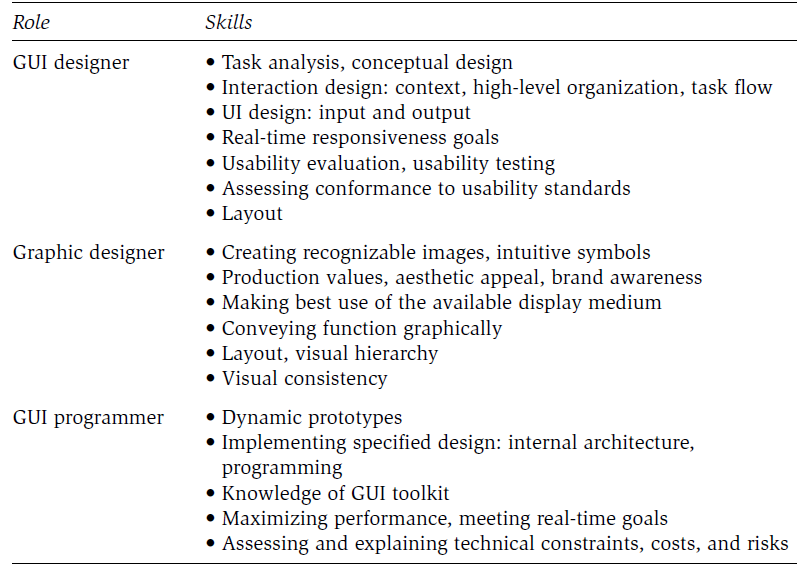 Role Skills
GUI designer • Task analysis, conceptual design
• Interaction design: context, high-level organization, task flow
• UI design: input and output
• Real-time responsiveness goals
• Usability evaluation, usability testing
• Assessing conformance to usability standards
• Layout
Graphic designer • Creating recognizable images, intuitive symbols
• Production values, aesthetic appeal, brand awareness
• Making best use of the available display medium
• Conveying function graphically
• Layout, visual hierarchy
• Visual consistency
GUI programmer • Dynamic prototypes
• Implementing specified design: internal architecture,
programming
• Knowledge of GUI toolkit
• Maximizing performance, meeting real-time goals
• Assessing and explaining technical constraints, costs, and risks